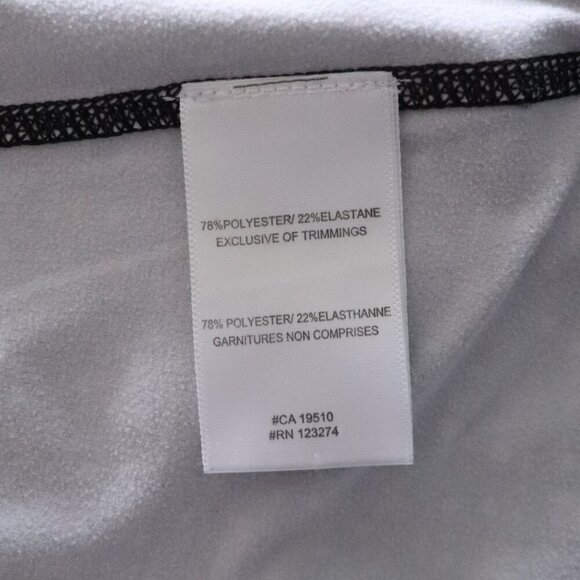 78%POLYESTER/ 22%ELASTANE
EXCLUSIVE OF TRIMMINGS
78% POLYESTER/ 22%ELASTHANNE
GARNITURES NON COMPRISES
#CA 19510
#RN 123274